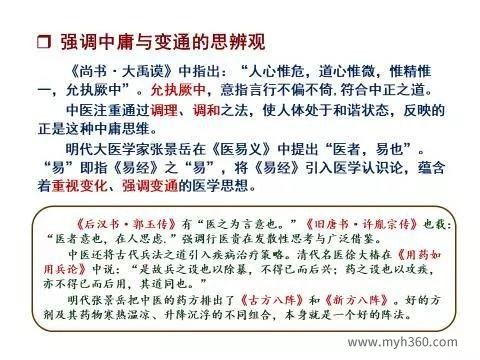 强调中庸与变通的思辨观
《尚书·大禹谟》中指出：“人心惟危，道心惟微，惟精惟
一，允执厥中”。允执厥中，意指言行不偏不倚，符合中正之道。
中医注重通过调理、调和之法，使人体处于和谐状态，反映的
正是这种中庸思维。
明代大医学家张景岳在《医易义》中提出“医者，易也”。
“易”即指《易经》之“易”，将《易经》引入医学认识论，蕴含
着重视变化、强调变通的医学思想。
《后汉书·郭玉传》有“医之为言意也。”《旧唐书·许胤宗传》也载：
“医者意也，在人思虑.”强调行医贵在发散性思考与广泛借鉴。
中医还将古代兵法之道引入疾病治疗策略。清代名医徐大椿在《用药如
用兵论》中说：“是故兵之设也以除暴，不得已而后兴；药之设也以攻疾，
亦不得已而后用，其道同也。”
明代张景岳把中医的药方排出了《古方八阵》和《新方八阵》。好的方
剂及其药物寒热温凉、升降沉浮的不同组合，本身就是一个好的阵法。
www.myh360.com